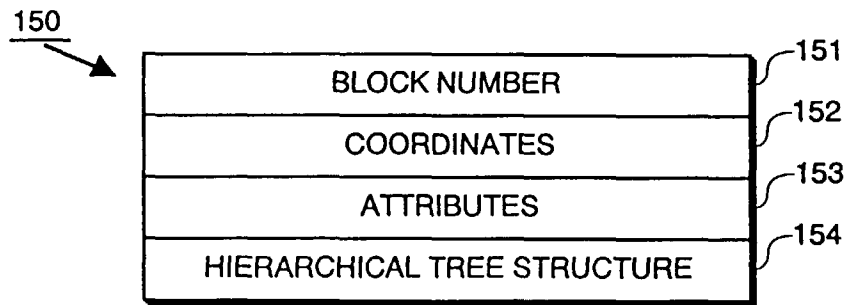 150
BLOCK NUMBER 151
COORDINATES 152
ATTRIBUTES 153
HIERARCHICAL TREE STRUCTURE 154